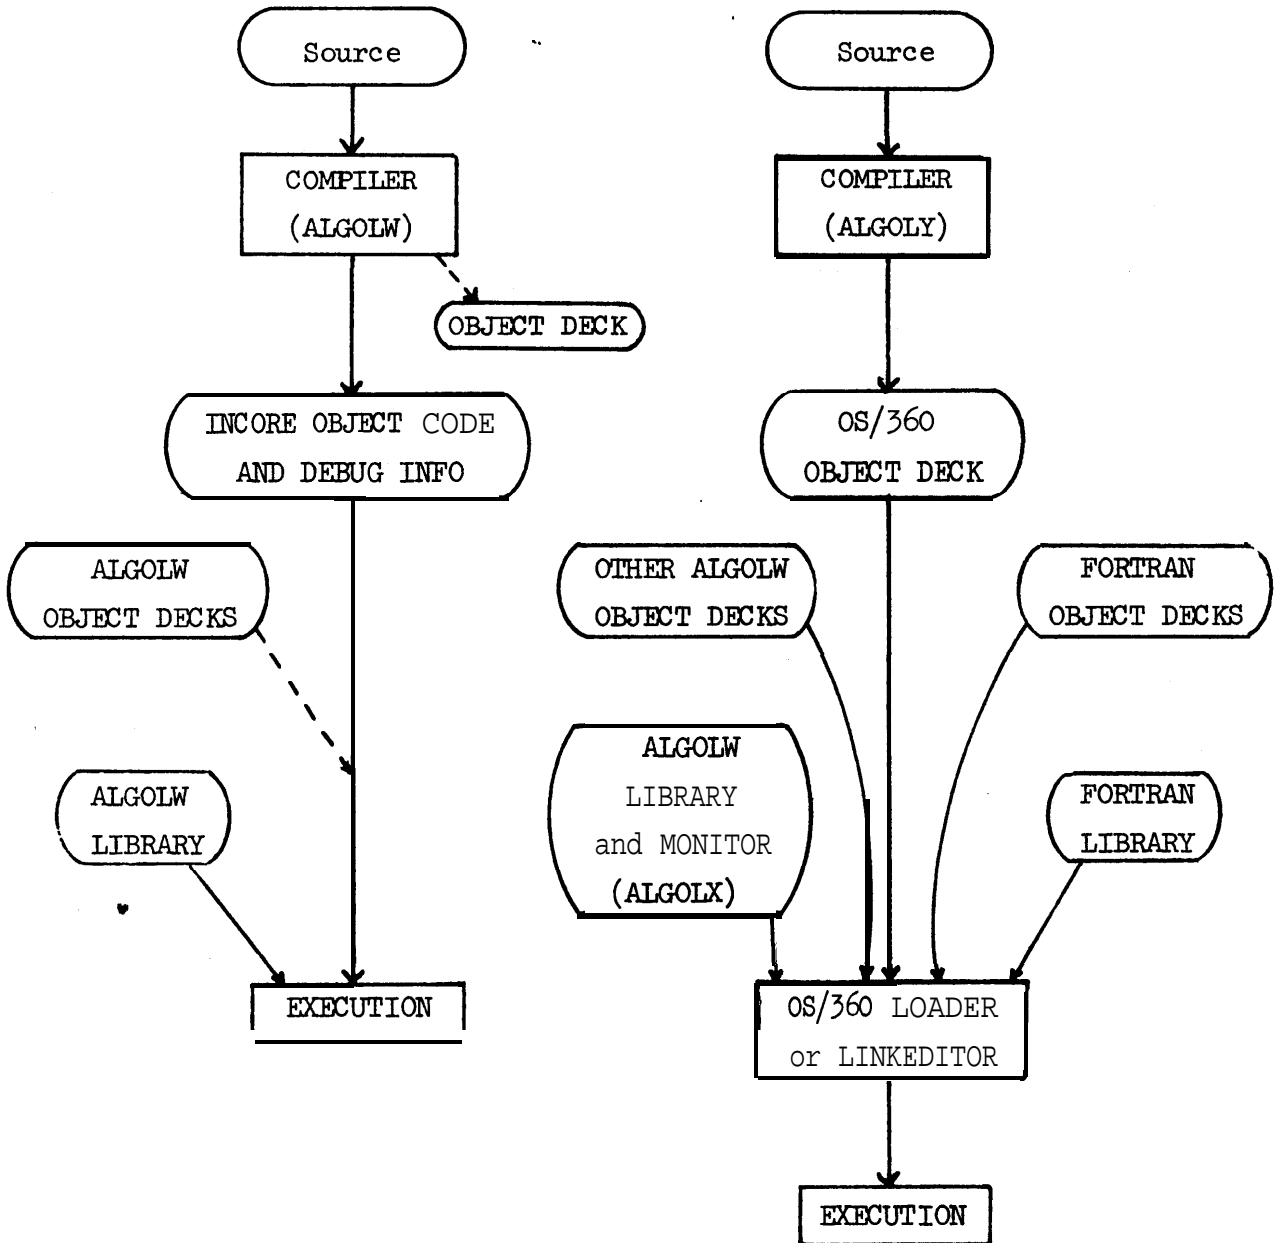 Source
COMPILER
(ALGOLW)
OBJECT DECK
INCORE OBJECT CODE
AND DEBUG INFO
ALGOLW
OBJECT DECKS
ALGOLW
LIBRARY
EXECUTION
Source
COMPILER
(ALGOLY)
OS/360
OBJECT DECK
OTHER ALGOLW
OBJECT DECKS
FORTRAN
OBJECT DECKS
ALGOLW
LIBRARY
and MONITOR
(ALGOLX)
FORTRAN
LIBRARY
OS/360 LOADER
or LINKEDITOR
EXECUTION